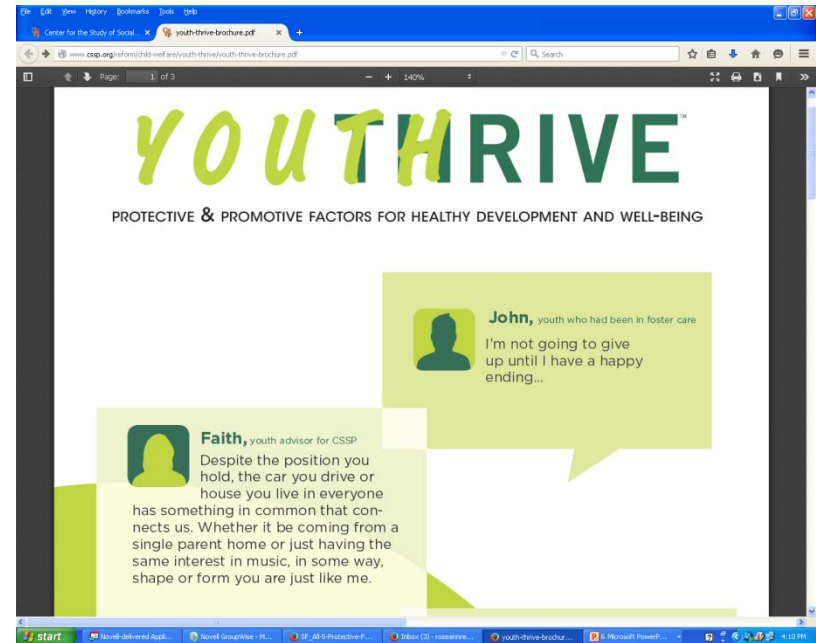 File Edit View History Bookmarks Tools Help
Center for the Study of Social... youth-thrive-brochure.pdf
www.cssp.org/reform/child-welfare/youth-thrive/youth-thrive-brochure.pdf Search
Page: 1 of 3 140%
YOUTHRIVE™
PROTECTIVE & PROMOTIVE FACTORS FOR HEALTHY DEVELOPMENT AND WELL-BEING
John, youth who had been in foster care
I'm not going to give
up until I have a happy
ending...
Faith, youth advisor for CSSP
Despite the position you
hold, the car you drive or
house you live in everyone
has something in common that con-
nects us. Whether it be coming from a
single parent home or just having the
same interest in music, in some way,
shape or form you are just like me.
start Novell-delivered Appl... Novell GroupWise - M... SF_All-5-Protective-F... Inbox (3) - roseannre... youth-thrive-brochur... 6 Microsoft PowerP... 4:10 PM